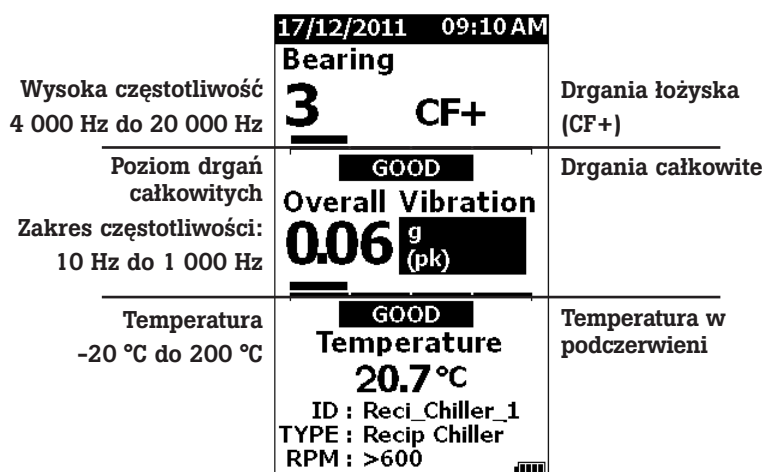 17/12/2011 09:10 AM
Bearing
3 CF+
Wysoka częstotliwość
4 000 Hz do 20 000 Hz
Drgania łożyska
(CF+)
GOOD
Poziom drgań
całkowitych
Zakres częstotliwości:
10 Hz do 1 000 Hz
Overall Vibration
0.06 g
(pk)
Drgania całkowite
GOOD
Temperatura
-20 °C do 200 °C
Temperature
20.7 °C
Temperatura w
podczerwieni
ID : Reci_Chiller_1
TYPE : Recip Chiller
RPM : >600